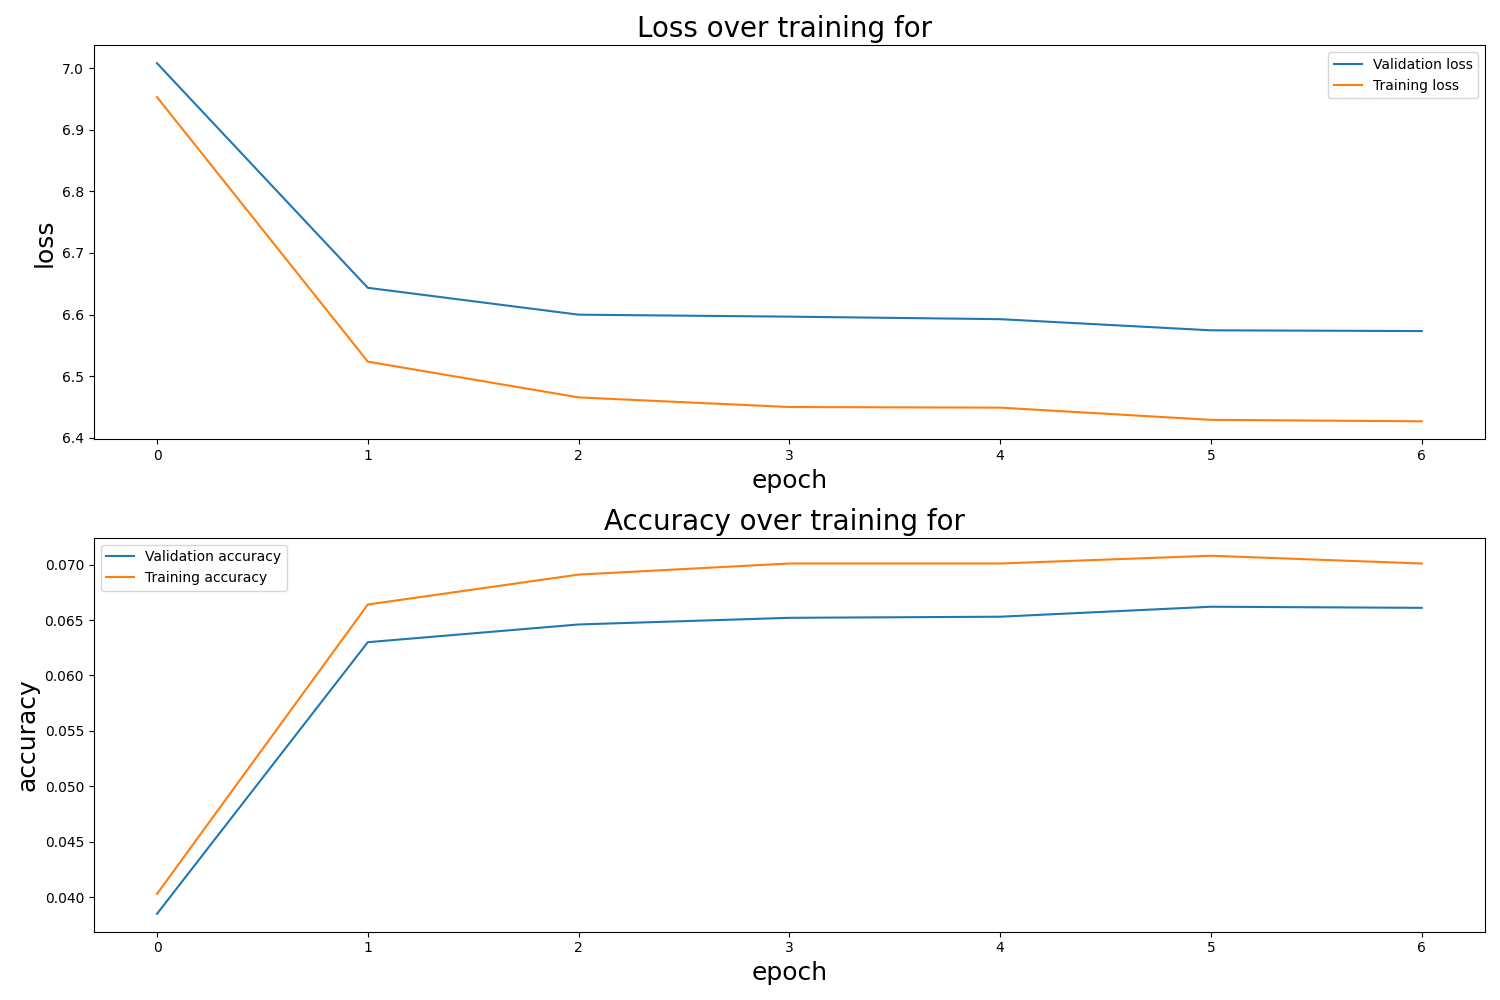 Loss over training for
Validation loss
Training loss
7.0
6.9
6.8
6.7
6.6
6.5
6.4
loss
0 1 2 3 4 5 6
epoch
Accuracy over training for
Validation accuracy
Training accuracy
0.070
0.065
0.060
0.055
0.050
0.045
0.040
accuracy
0 1 2 3 4 5 6
epoch